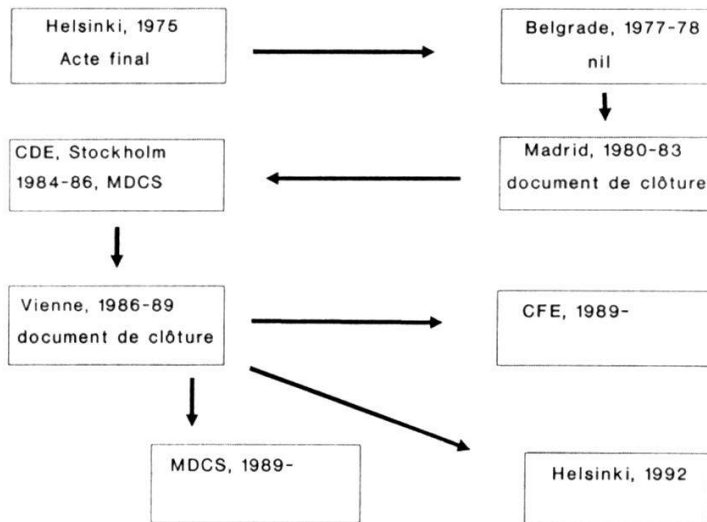 Helsinki, 1975
Acte final
Belgrade, 1977-78
nil
CDE, Stockholm
1984-86, MDCS
Madrid, 1980-83
document de clôture
Vienne, 1986-89
document de clôture
CFE, 1989-
MDCS, 1989-
Helsinki, 1992